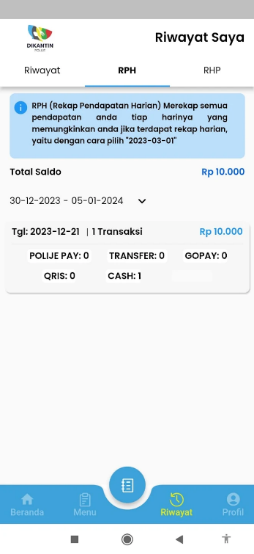 DIKANTIN
Riwayat Saya
Riwayat RPH RHP
RPH (Rekap Pendapatan Harian) Merekap semua
pendapatan anda tiap harinya yang
memungkinkan anda jika terdapat rekap harian,
yaitu dengan cara pilih "2023-03-01"
Total Saldo Rp 10.000
30-12-2023 - 05-01-2024
Tgl: 2023-12-21 | 1 Transaksi Rp 10.000
POLIJE PAY: 0 TRANSFER: 0 GOPAY: 0
QRIS: 0 CASH: 1
Beranda Menu Riwayat Profil